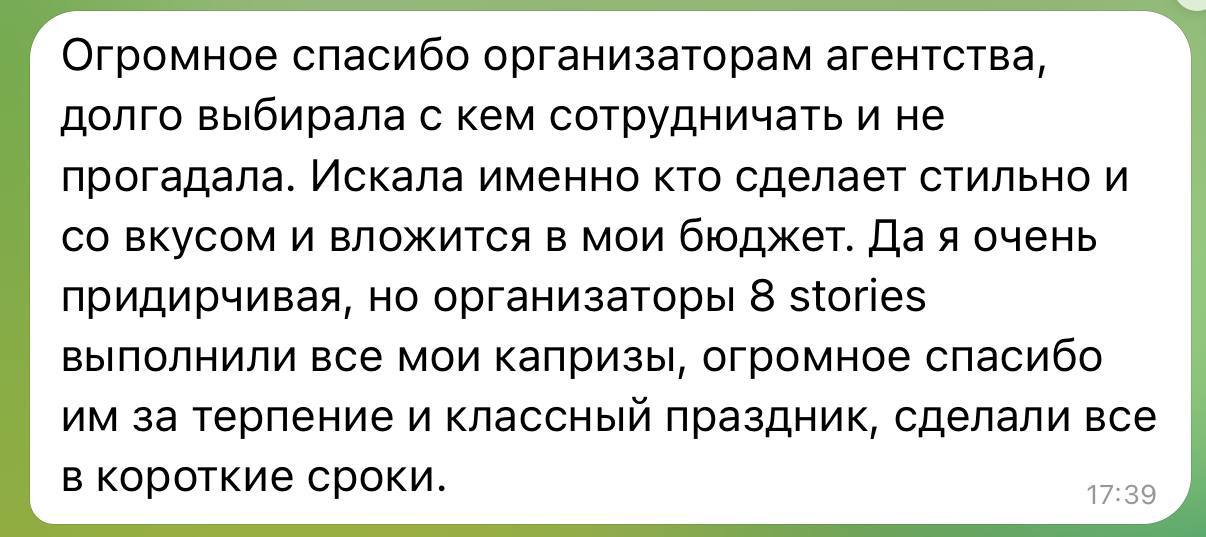 Огромное спасибо организаторам агентства,
долго выбирала с кем сотрудничать и не
прогадала. Искала именно кто сделает стильно и
со вкусом и вложится в мои бюджет. Да я очень
придирчивая, но организаторы 8 stories
выполнили все мои капризы, огромное спасибо
им за терпение и классный праздник, сделали все
в короткие сроки.
17:39